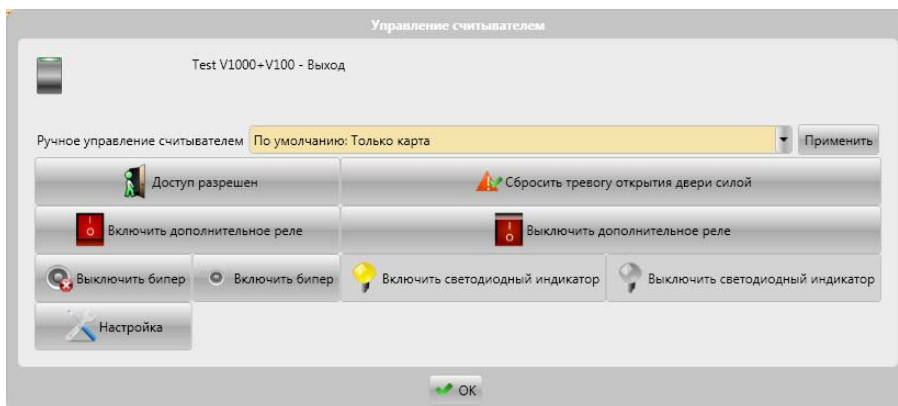 Управление считывателем
Test V1000+V100 - Выход
Ручное управление считывателем По умолчанию: Только карта Применить
Доступ разрешен Сбросить тревогу открытия двери силой
Включить дополнительное реле Выключить дополнительное реле
Выключить бипер Включить бипер Включить светодиодный индикатор Выключить светодиодный индикатор
Настройка
OK